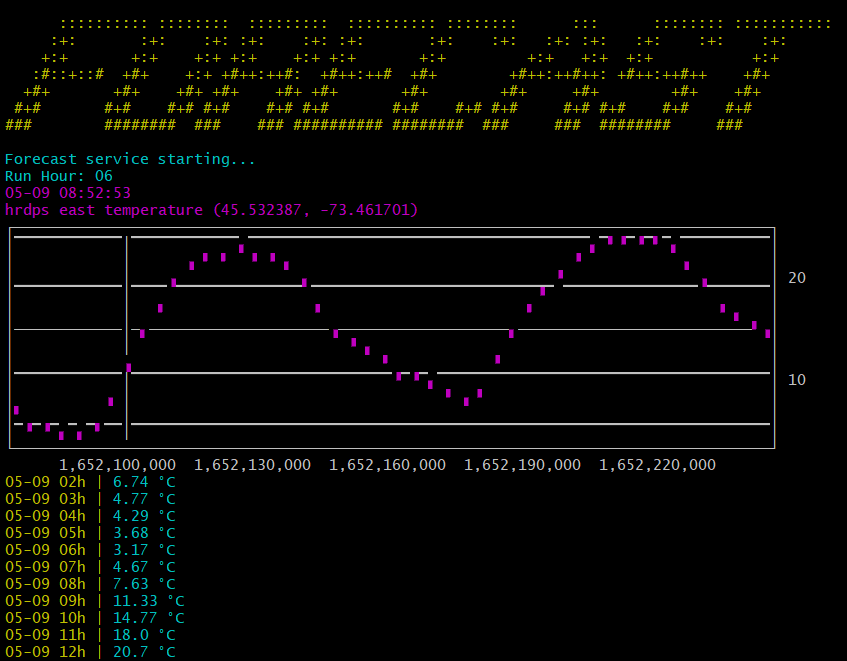 FORECAST
Forecast service starting...
Run Hour: 06
05-09 08:52:53
hrdps east temperature (45.532387, -73.461701)
20
10
1,652,100,000 1,652,130,000 1,652,160,000 1,652,190,000 1,652,220,000
05-09 02h | 6.74 °C
05-09 03h | 4.77 °C
05-09 04h | 4.29 °C
05-09 05h | 3.68 °C
05-09 06h | 3.17 °C
05-09 07h | 4.67 °C
05-09 08h | 7.63 °C
05-09 09h | 11.33 °C
05-09 10h | 14.77 °C
05-09 11h | 18.0 °C
05-09 12h | 20.7 °C